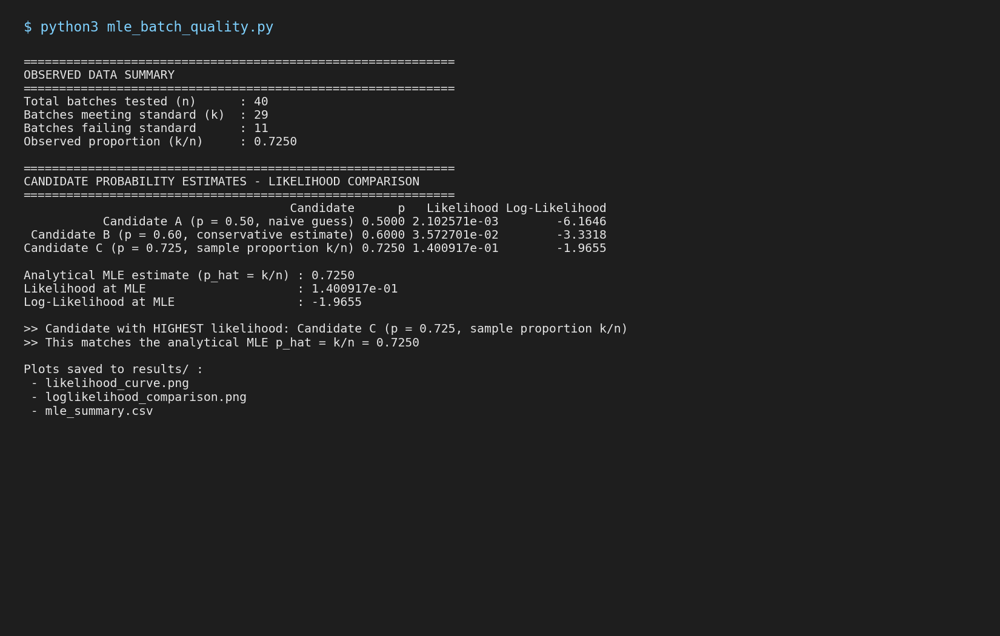 $ python3 mle_batch_quality.py
============================================================
OBSERVED DATA SUMMARY
============================================================
Total batches tested (n)      : 40
Batches meeting standard (k)  : 29
Batches failing standard      : 11
Observed proportion (k/n)     : 0.7250
============================================================
CANDIDATE PROBABILITY ESTIMATES - LIKELIHOOD COMPARISON
============================================================
                                     Candidate      p   Likelihood Log-Likelihood
           Candidate A (p = 0.50, naive guess) 0.5000 2.102571e-03        -6.1646
 Candidate B (p = 0.60, conservative estimate) 0.6000 3.572701e-02        -3.3318
Candidate C (p = 0.725, sample proportion k/n) 0.7250 1.400917e-01        -1.9655
Analytical MLE estimate (p_hat = k/n) : 0.7250
Likelihood at MLE                     : 1.400917e-01
Log-Likelihood at MLE                 : -1.9655
>> Candidate with HIGHEST likelihood: Candidate C (p = 0.725, sample proportion k/n)
>> This matches the analytical MLE p_hat = k/n = 0.7250
Plots saved to results/ :
 - likelihood_curve.png
 - loglikelihood_comparison.png
 - mle_summary.csv